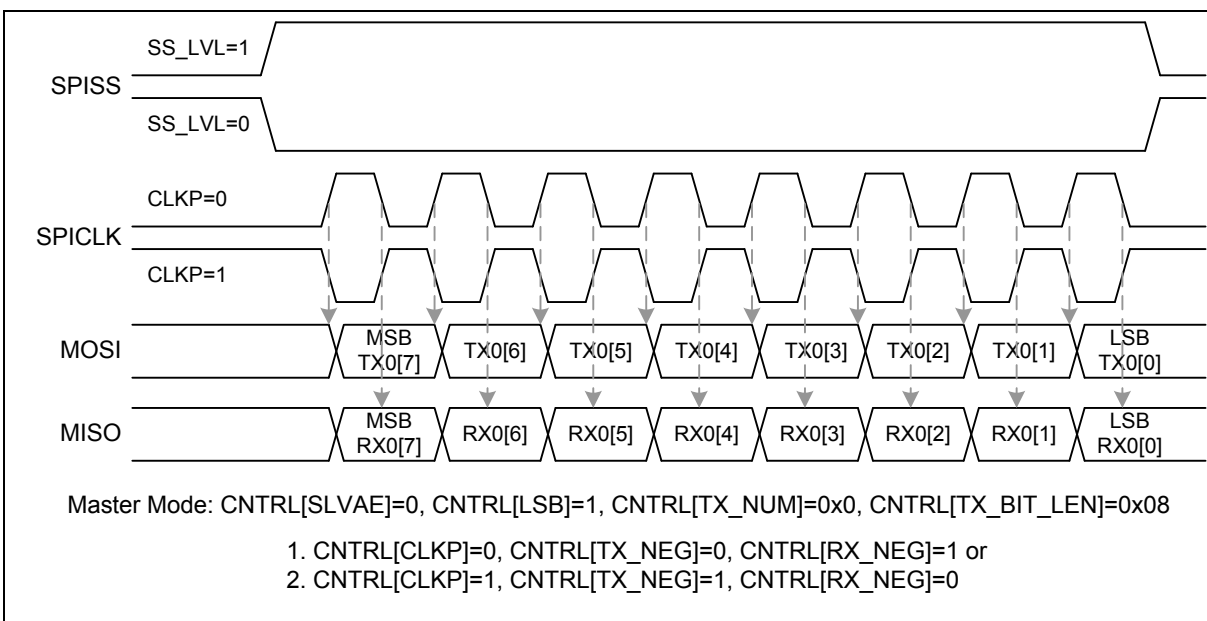 SS_LVL=1
SPISS
SS_LVL=0
CLKP=0
SPICLK
CLKP=1
MOSI
MSB
TX0[7]
TX0[6]
TX0[5]
TX0[4]
TX0[3]
TX0[2]
TX0[1]
LSB
TX0[0]
MISO
MSB
RX0[7]
RX0[6]
RX0[5]
RX0[4]
RX0[3]
RX0[2]
RX0[1]
LSB
RX0[0]
Master Mode: CNTRL[SLVAE]=0, CNTRL[LSB]=1, CNTRL[TX_NUM]=0x0, CNTRL[TX_BIT_LEN]=0x08
1. CNTRL[CLKP]=0, CNTRL[TX_NEG]=0, CNTRL[RX_NEG]=1 or
2. CNTRL[CLKP]=1, CNTRL[TX_NEG]=1, CNTRL[RX_NEG]=0